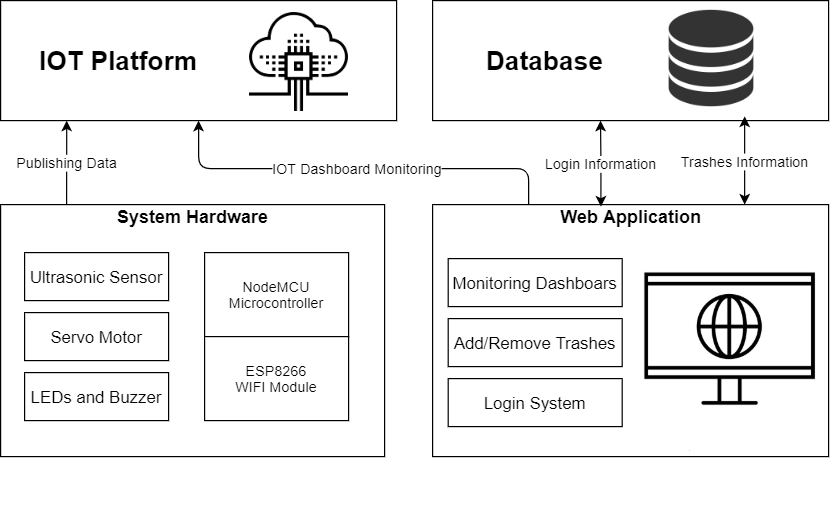 IOT Platform
Database
Publishing Data
IOT Dashboard Monitoring
Login Information
Trashes Information
System Hardware
Ultrasonic Sensor
Servo Motor
LEDs and Buzzer
NodeMCU
Microcontroller
ESP8266
WIFI Module
Web Application
Monitoring Dashboars
Add/Remove Trashes
Login System